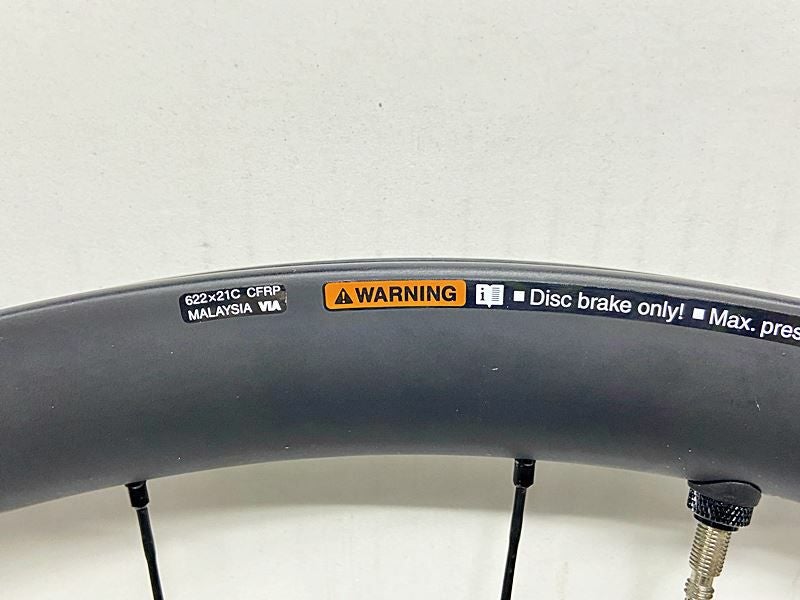 622×21C CFRP
MALAYSIA VIA
WARNING ■ Disc brake only! ■ Max. pres